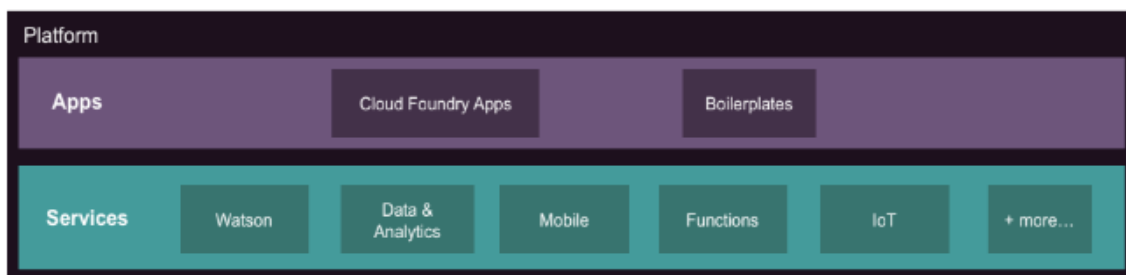 Platform
Apps
Cloud Foundry Apps
Boilerplates
Services
Watson
Data &
Analytics
Mobile
Functions
IoT
+ more...